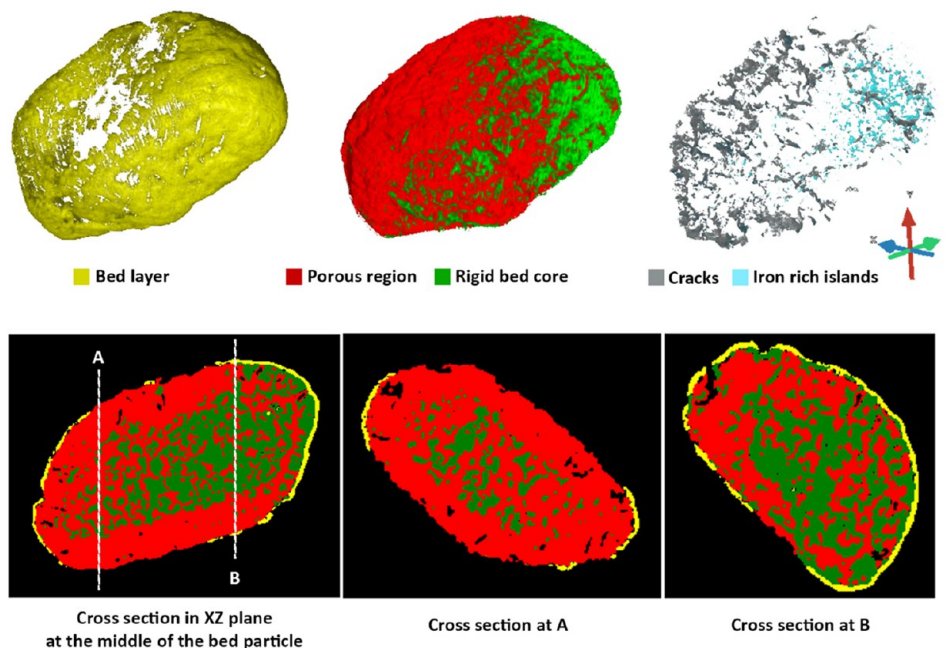 Y
X
Bed layer
Porous region
Rigid bed core
Cracks
Iron rich islands
A
B
Cross section in XZ plane
at the middle of the bed particle
Cross section at A
Cross section at B